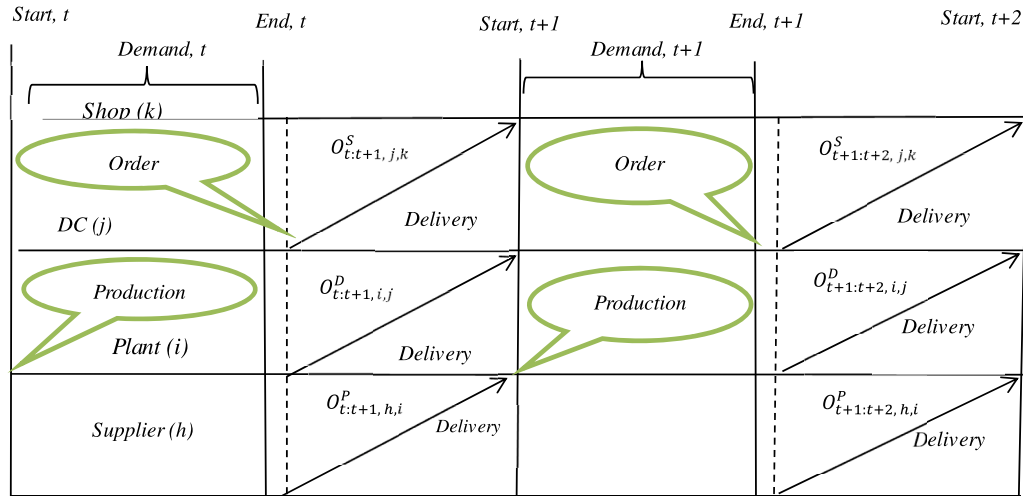 Start, t
End, t
Start, t+1
End, t+1
Start, t+2
Demand, t
Demand, t+1
Shop (k)
Order
O^S_{t:t+1, j,k}
Order
O^S_{t+1:t+2, j,k}
DC (j)
Delivery
Delivery
Production
O^D_{t:t+1, i,j}
Production
O^D_{t+1:t+2, i,j}
Plant (i)
Delivery
Delivery
O^P_{t:t+1, h,i}
O^P_{t+1:t+2, h,i}
Supplier (h)
Delivery
Delivery